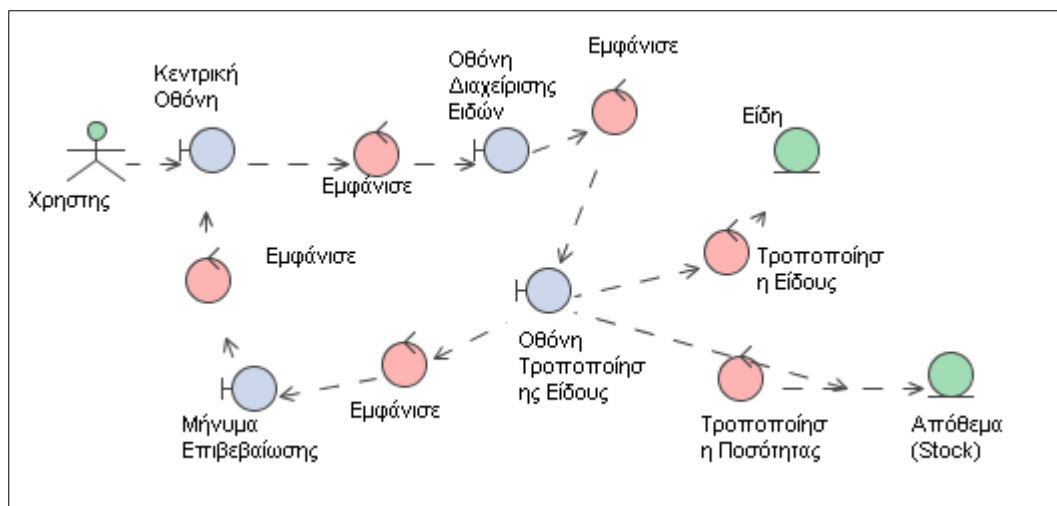 Κεντρική
Οθόνη
Οθόνη
Διαχείρισης
Ειδών
Εμφάνισε
Είδη
Χρηστης
Εμφάνισε
Εμφάνισε
Τροποποίησ
η Είδους
Οθόνη
Τροποποίησ
ης Είδους
Εμφάνισε
Μήνυμα
Επιβεβαίωσης
Τροποποίησ
η Ποσότητας
Απόθεμα
(Stock)